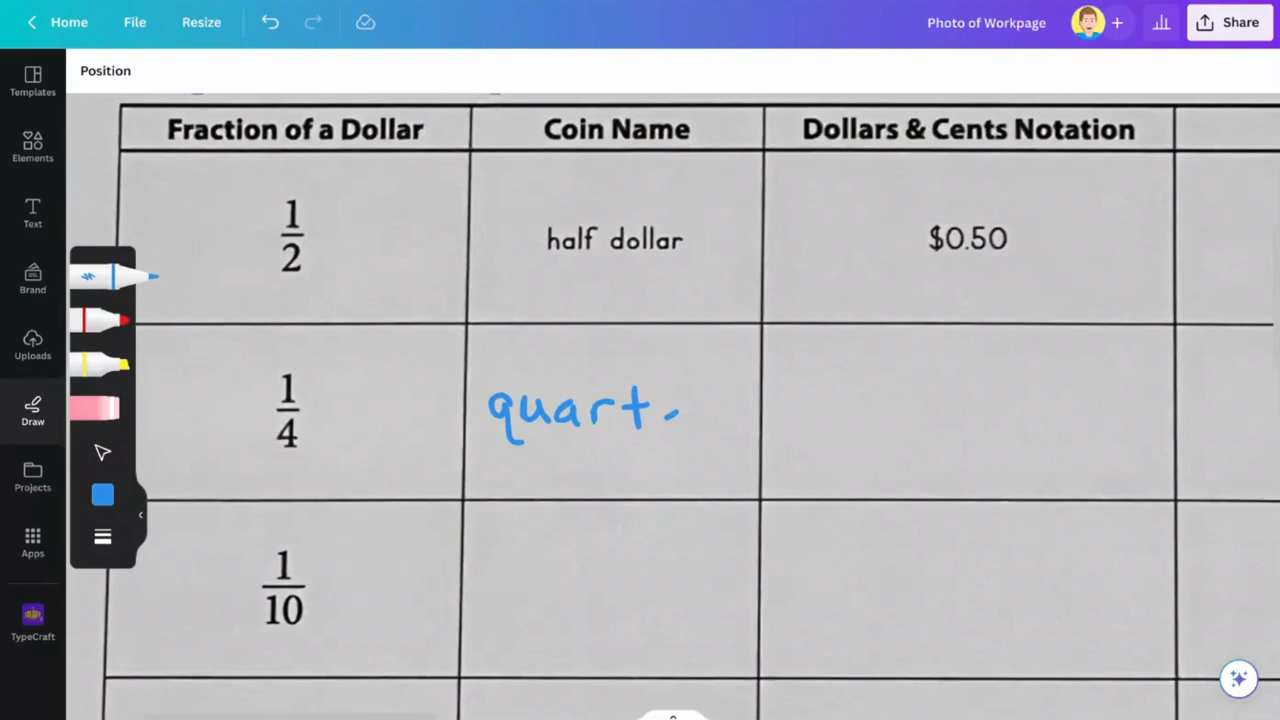 Home File Resize Photo of Workpage + Share
Position
Templates
Elements
Text
Brand
Uploads
Draw
Projects
Apps
TypeCraft
Fraction of a Dollar Coin Name Dollars & Cents Notation
1/2 half dollar $0.50
1/4 quart
1/10